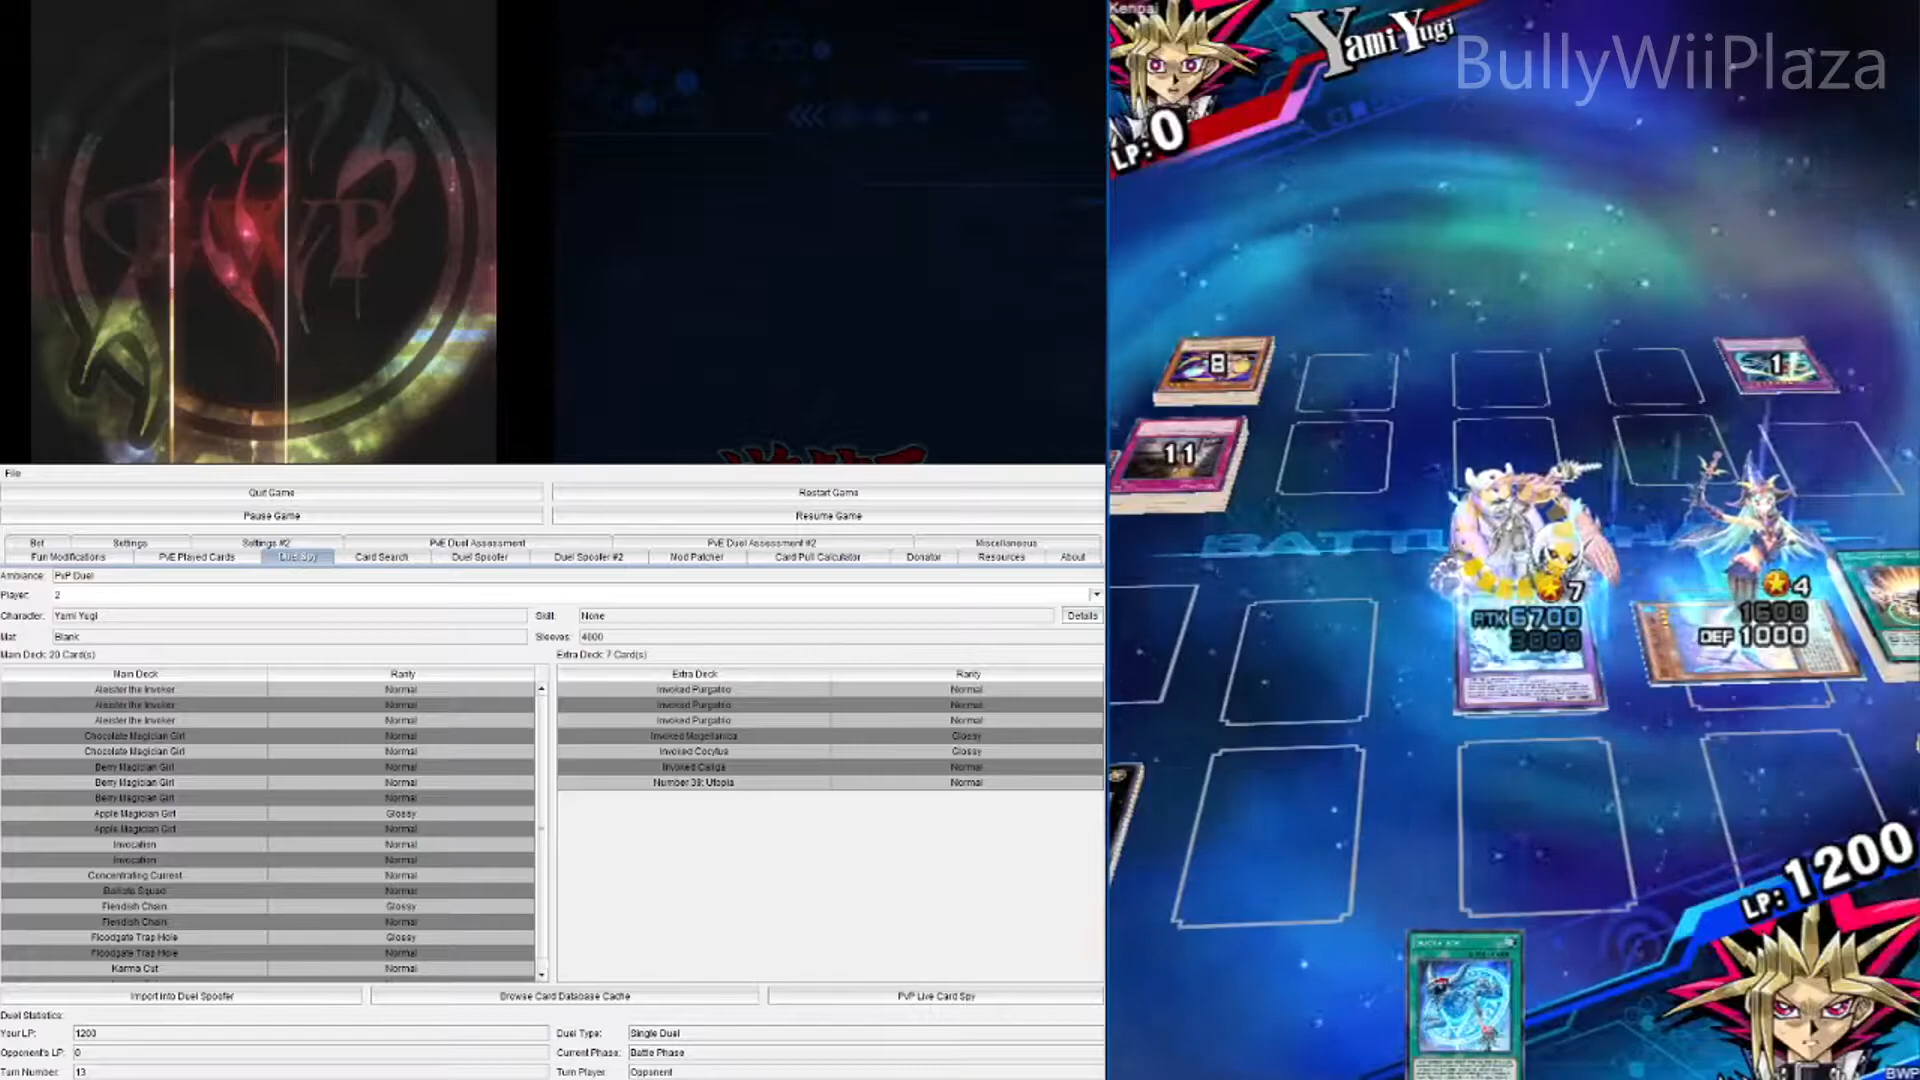 Kenpai
Yami Yugi
BullyWiiPlaza
LP: 0
8
1
11
7
ATK 6700
3000
4
1600
DEF 1000
LP: 1200
BWP
File
Quit Game
Restart Game
Pause Game
Resume Game
Bot
Settings
Settings #2
PvE Duel Assessment
PvE Duel Assessment #2
Miscellaneous
Fun Modifications
PvE Played Cards
Duel Spy
Card Search
Duel Spoofer
Duel Spoofer #2
Mod Patcher
Card Pull Calculator
Donator
Resources
About
Ambiance: PvP Duel
Player: 2
Character: Yami Yugi
Skill: None
Details
Mat: Blank
Sleeves: 4000
Main Deck: 20 Card(s)
Extra Deck: 7 Card(s)
Main Deck Rarity
Aleister the Invoker Normal
Aleister the Invoker Normal
Aleister the Invoker Normal
Chocolate Magician Girl Normal
Chocolate Magician Girl Normal
Berry Magician Girl Normal
Berry Magician Girl Normal
Berry Magician Girl Normal
Apple Magician Girl Glossy
Apple Magician Girl Normal
Invocation Normal
Invocation Normal
Concentrating Current Normal
Ballista Squad Normal
Fiendish Chain Glossy
Fiendish Chain Normal
Floodgate Trap Hole Glossy
Floodgate Trap Hole Normal
Karma Cut Normal
Extra Deck Rarity
Invoked Purgatrio Normal
Invoked Purgatrio Normal
Invoked Purgatrio Normal
Invoked Magellanica Glossy
Invoked Cocytus Glossy
Invoked Caliga Normal
Number 39: Utopia Normal
Import into Duel Spoofer
Browse Card Database Cache
PvP Live Card Spy
Duel Statistics:
Your LP: 1200
Duel Type: Single Duel
Opponent's LP: 0
Current Phase: Battle Phase
Turn Number: 13
Turn Player: Opponent